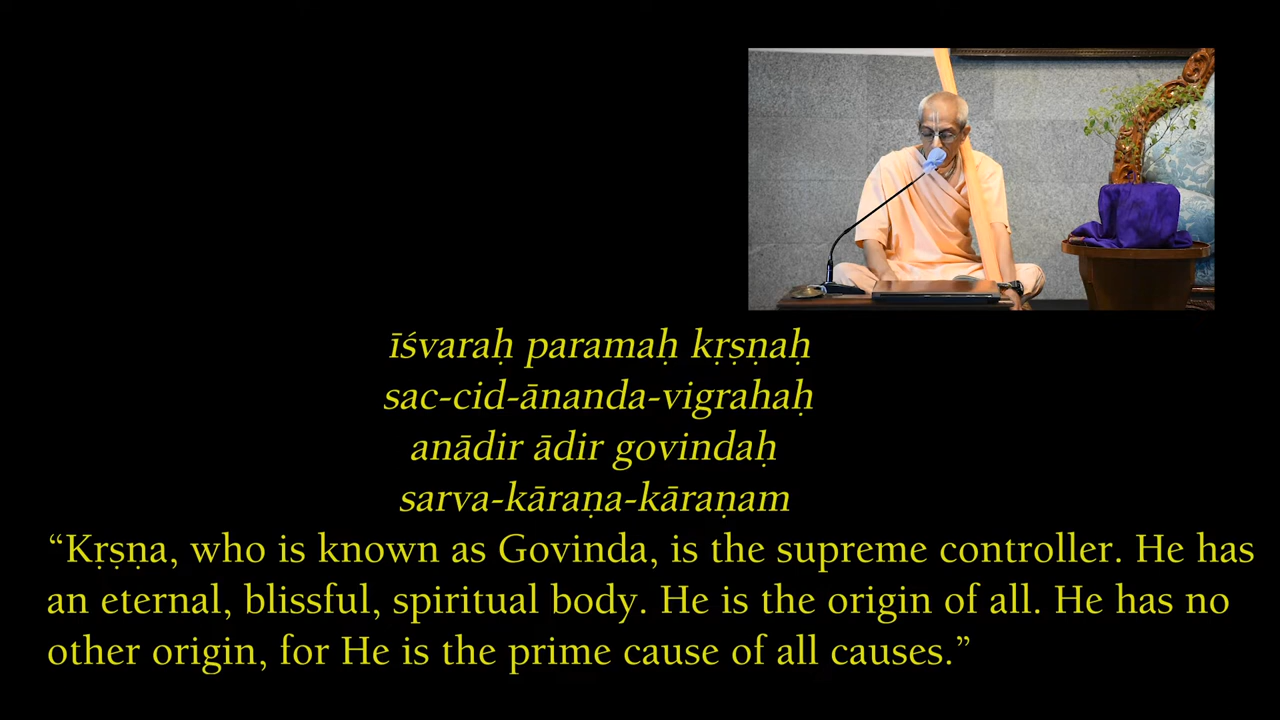 īśvaraḥ paramaḥ kṛṣṇaḥ
sac-cid-ānanda-vigrahaḥ
anādir ādir govindaḥ
sarva-kāraṇa-kāraṇam
“Kṛṣṇa, who is known as Govinda, is the supreme controller. He has
an eternal, blissful, spiritual body. He is the origin of all. He has no
other origin, for He is the prime cause of all causes.”